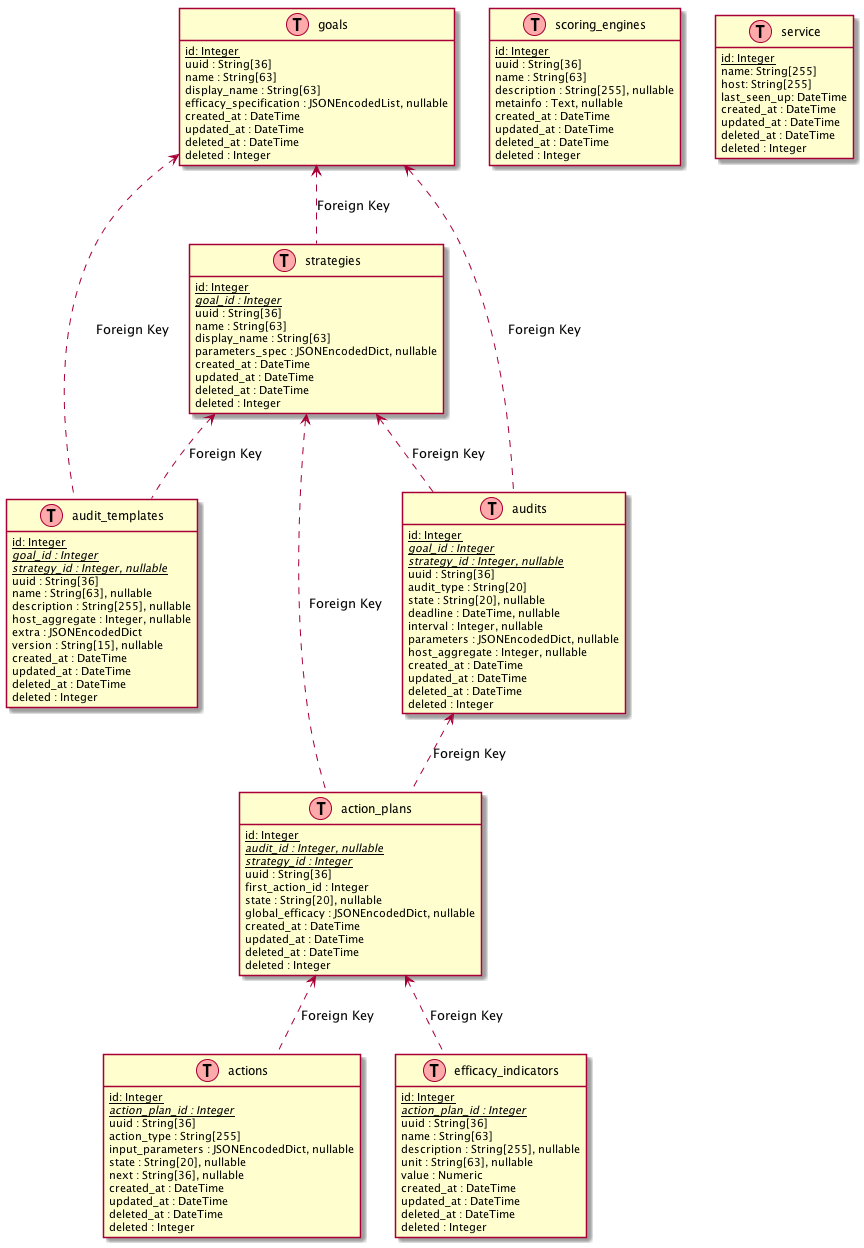 T goals
id: Integer
uuid : String[36]
name : String[63]
display_name : String[63]
efficacy_specification : JSONEncodedList, nullable
created_at : DateTime
updated_at : DateTime
deleted_at : DateTime
deleted : Integer
T scoring_engines
id: Integer
uuid : String[36]
name : String[63]
description : String[255], nullable
metainfo : Text, nullable
created_at : DateTime
updated_at : DateTime
deleted_at : DateTime
deleted : Integer
T service
id: Integer
name: String[255]
host: String[255]
last_seen_up: DateTime
created_at : DateTime
updated_at : DateTime
deleted_at : DateTime
deleted : Integer
Foreign Key
T strategies
id: Integer
goal_id : Integer
uuid : String[36]
name : String[63]
display_name : String[63]
parameters_spec : JSONEncodedDict, nullable
created_at : DateTime
updated_at : DateTime
deleted_at : DateTime
deleted : Integer
Foreign Key
Foreign Key
Foreign Key
Foreign Key
T audit_templates
id: Integer
goal_id : Integer
strategy_id : Integer, nullable
uuid : String[36]
name : String[63], nullable
description : String[255], nullable
host_aggregate : Integer, nullable
extra : JSONEncodedDict
version : String[15], nullable
created_at : DateTime
updated_at : DateTime
deleted_at : DateTime
deleted : Integer
Foreign Key
T audits
id: Integer
goal_id : Integer
strategy_id : Integer, nullable
uuid : String[36]
audit_type : String[20]
state : String[20], nullable
deadline : DateTime, nullable
interval : Integer, nullable
parameters : JSONEncodedDict, nullable
host_aggregate : Integer, nullable
created_at : DateTime
updated_at : DateTime
deleted_at : DateTime
deleted : Integer
Foreign Key
T action_plans
id: Integer
audit_id : Integer, nullable
strategy_id : Integer
uuid : String[36]
first_action_id : Integer
state : String[20], nullable
global_efficacy : JSONEncodedDict, nullable
created_at : DateTime
updated_at : DateTime
deleted_at : DateTime
deleted : Integer
Foreign Key
Foreign Key
T actions
id: Integer
action_plan_id : Integer
uuid : String[36]
action_type : String[255]
input_parameters : JSONEncodedDict, nullable
state : String[20], nullable
next : String[36], nullable
created_at : DateTime
updated_at : DateTime
deleted_at : DateTime
deleted : Integer
T efficacy_indicators
id: Integer
action_plan_id : Integer
uuid : String[36]
name : String[63]
description : String[255], nullable
unit : String[63], nullable
value : Numeric
created_at : DateTime
updated_at : DateTime
deleted_at : DateTime
deleted : Integer